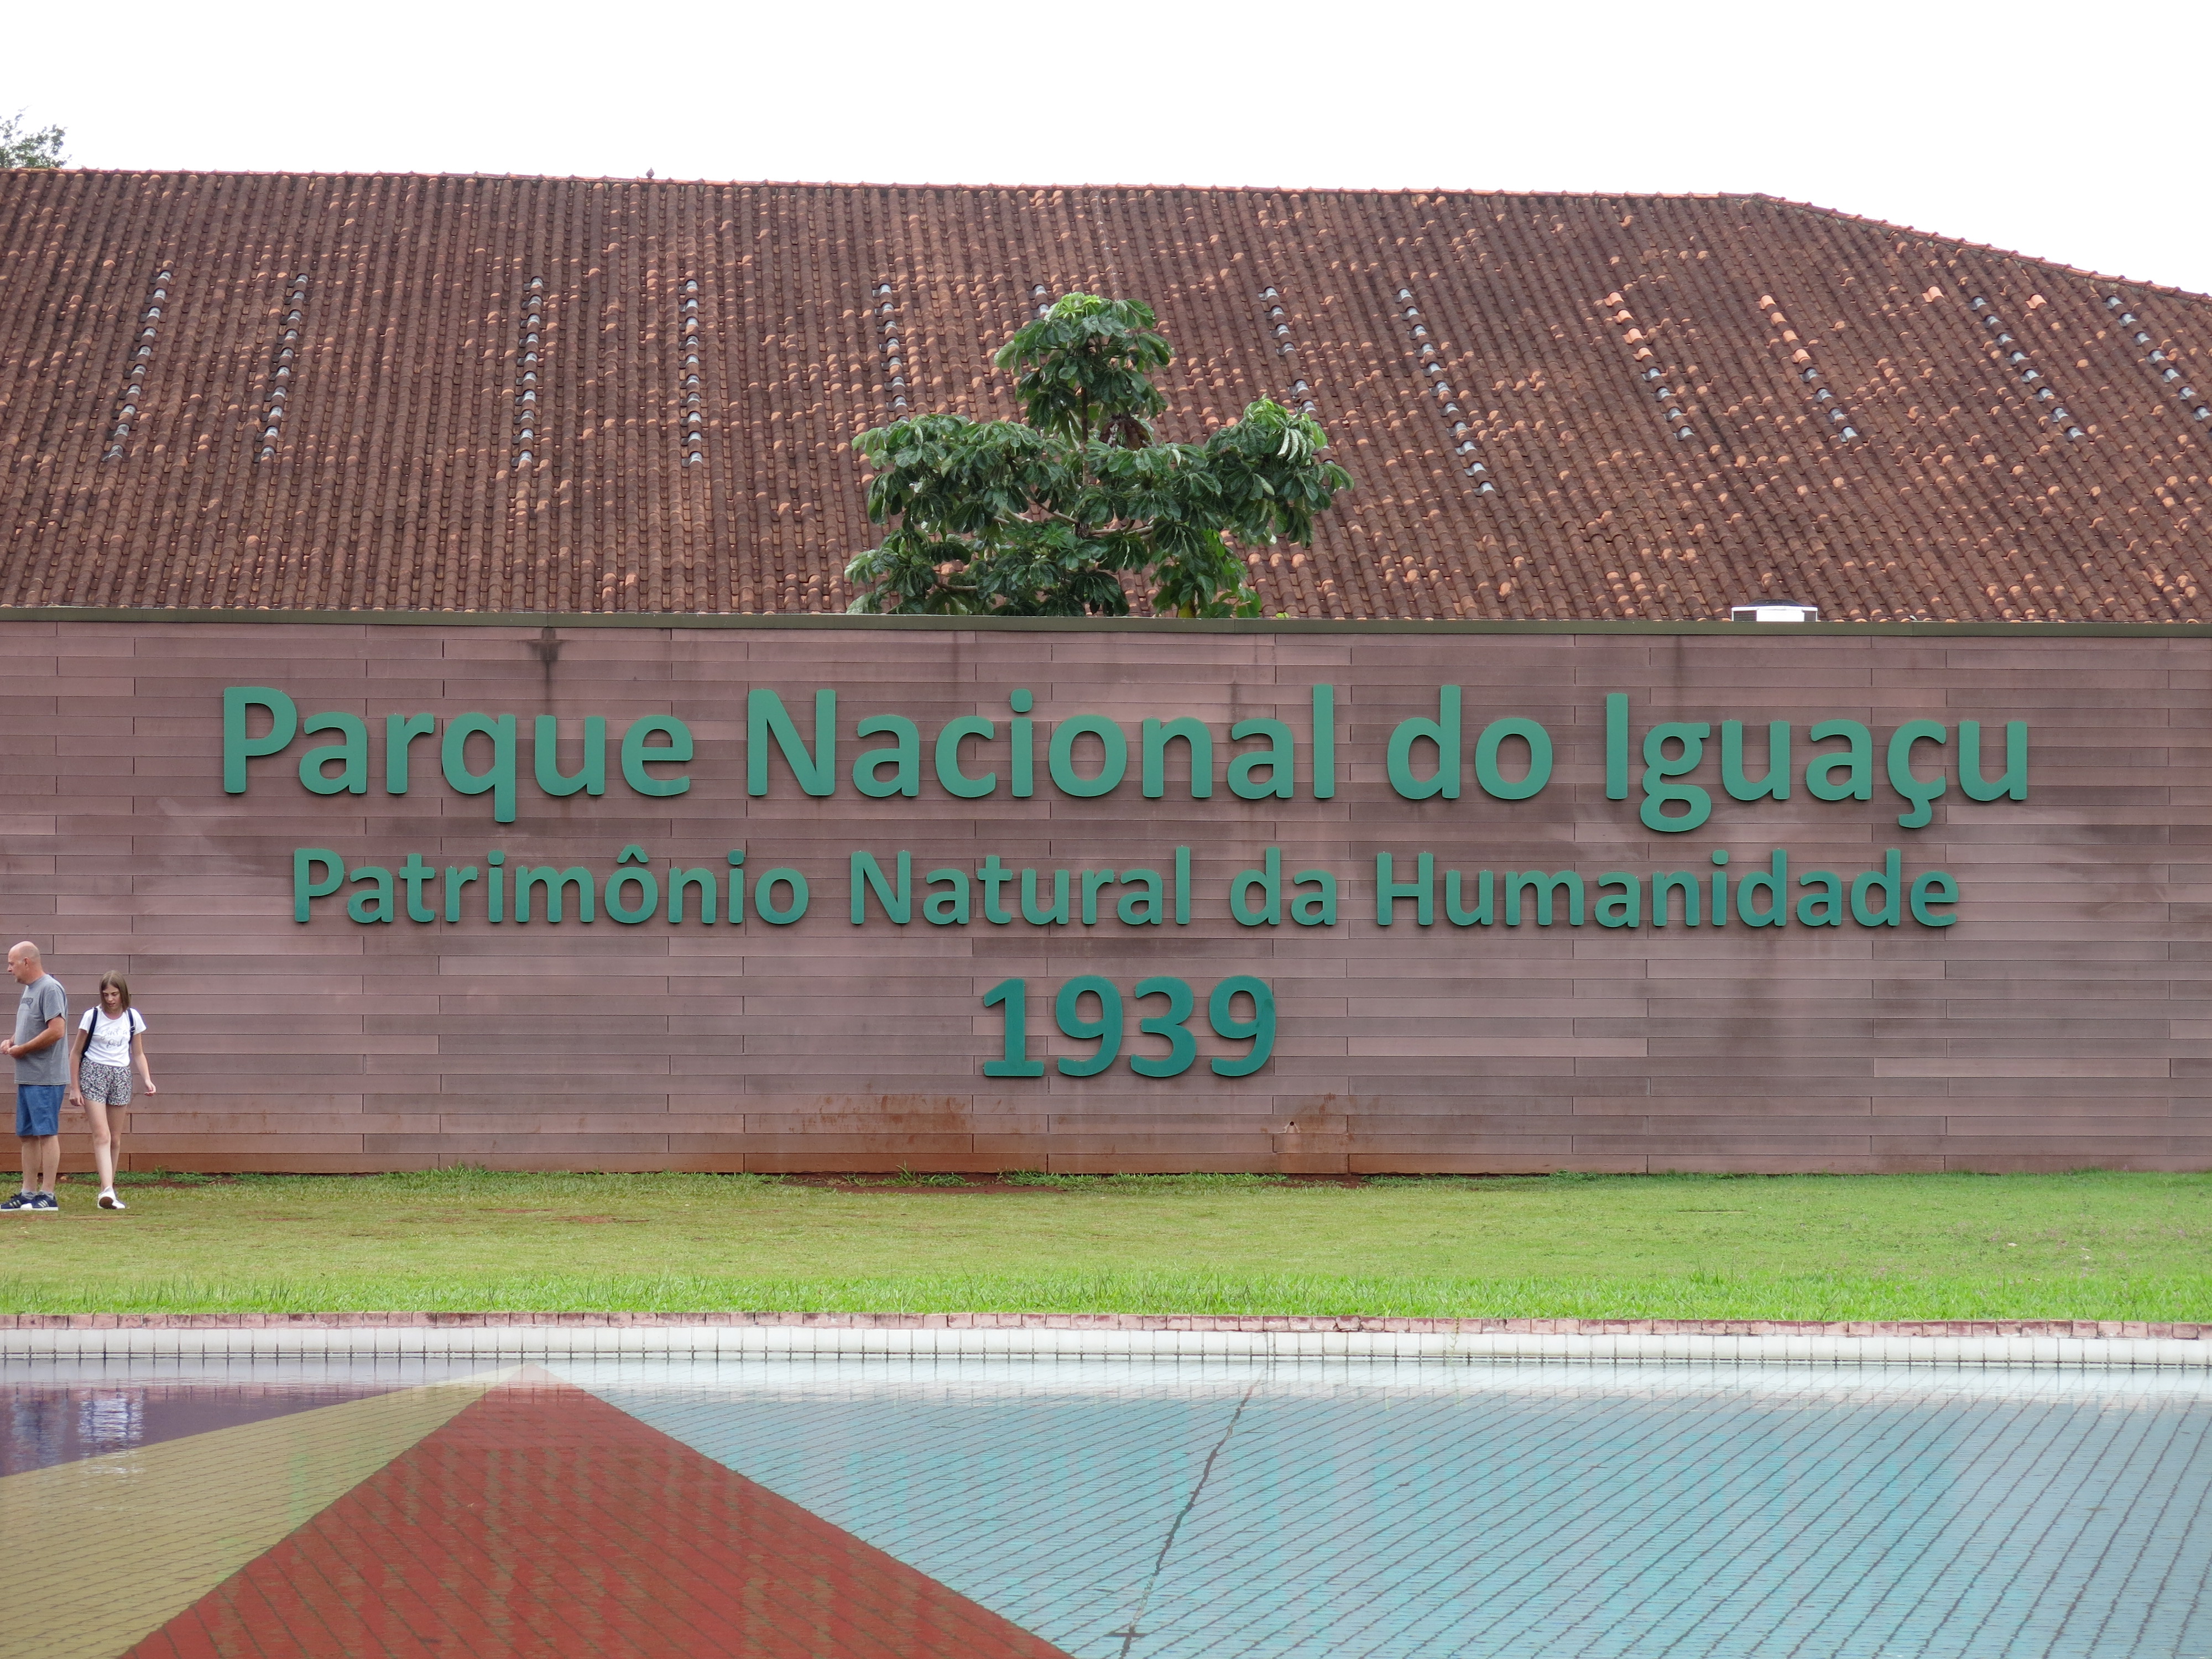 Parque Nacional do Iguaçu
Patrimônio Natural da Humanidade
1939